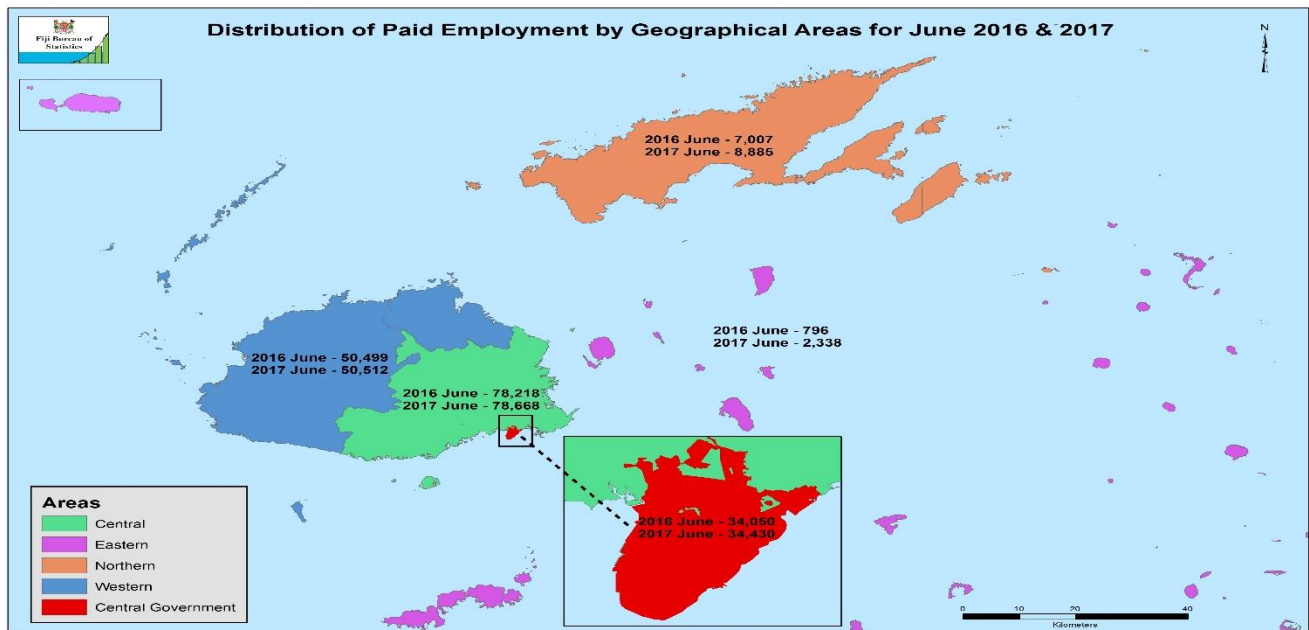 Fiji Bureau of
Statistics
Distribution of Paid Employment by Geographical Areas for June 2016 & 2017
N
2016 June - 7,007
2017 June - 8,885
2016 June - 796
2017 June - 2,338
2016 June - 50,499
2017 June - 50,512
2016 June - 78,218
2017 June - 78,668
2016 June - 34,050
2017 June - 34,430
Areas
Central
Eastern
Northern
Western
Central Government
0 10 20 40
Kilometers